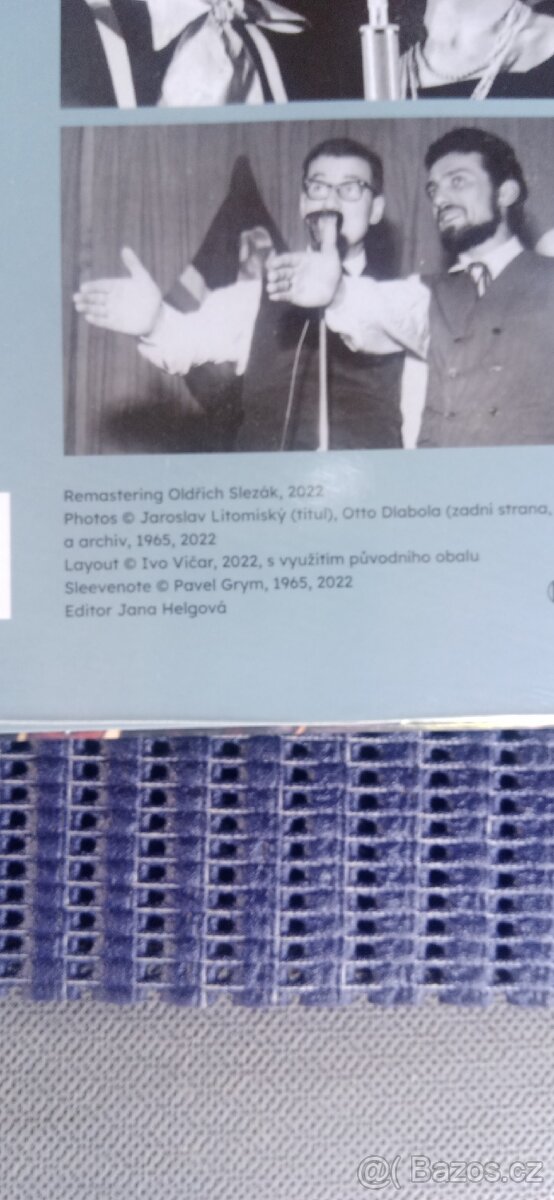 Remastering Oldřich Slezák, 2022
Photos © Jaroslav Litomiský (titul), Otto Dlabola (zadní strana,
a archiv, 1965, 2022
Layout © Ivo Vičar, 2022, s využitím původního obalu
Sleevenote © Pavel Grym, 1965, 2022
Editor Jana Helgová
@( Bazos.cz